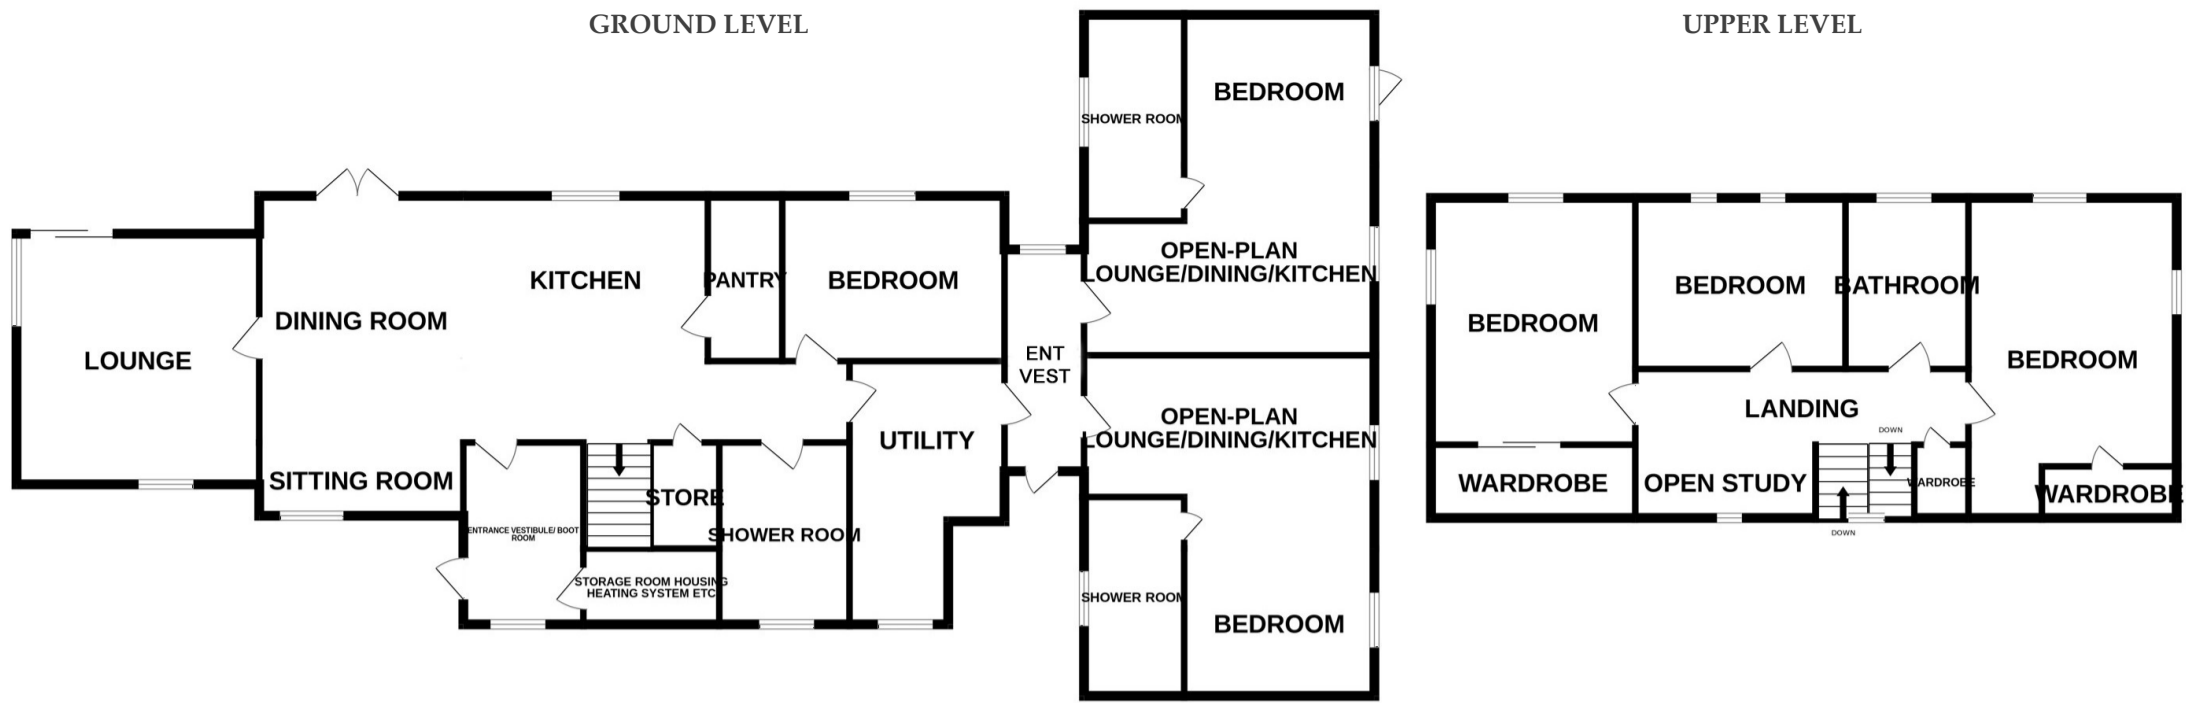 GROUND LEVEL
BEDROOM
SHOWER ROOM
OPEN-PLAN
LOUNGE/DINING/KITCHEN
KITCHEN
PANTRY
BEDROOM
DINING ROOM
LOUNGE
ENT
VEST
OPEN-PLAN
LOUNGE/DINING/KITCHEN
UTILITY
SITTING ROOM
STORE
ENTRANCE VESTIBULE/ BOOT
ROOM
SHOWER ROOM
STORAGE ROOM HOUSING
HEATING SYSTEM ETC
SHOWER ROOM
BEDROOM
UPPER LEVEL
BEDROOM
BATHROOM
BEDROOM
BEDROOM
LANDING
DOWN
WARDROBE
OPEN STUDY
WARDROBE
WARDROBE
DOWN